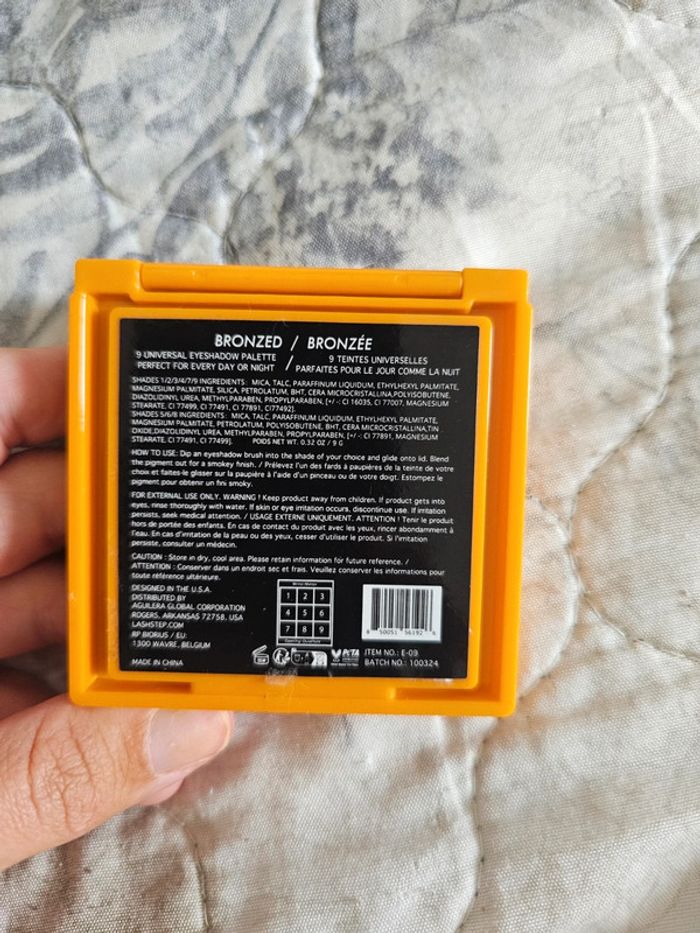 BRONZED / BRONZÉE
9 UNIVERSAL EYESHADOW PALETTE / 9 TEINTES UNIVERSELLES
PERFECT FOR EVERY DAY OR NIGHT / PARFAITES POUR LE JOUR COMME LA NUIT
SHADES 1/2/3/4/7/9 INGREDIENTS: MICA, TALC, PARAFFINUM LIQUIDUM, ETHYLHEXYL PALMITATE,
MAGNESIUM PALMITATE, SILICA, PETROLATUM, BHT, CERA MICROCRISTALLINA,POLYISOBUTENE,
DIAZOLIDINYL UREA, METHYLPARABEN, PROPYLPARABEN, [+/ -: CI 16035, CI 77007, MAGNESIUM
STEARATE, CI 77499, CI 77491, CI 77891, CI77492].
SHADES 5/6/8 INGREDIENTS: MICA, TALC, PARAFFINUM LIQUIDUM, ETHYLHEXYL PALMITATE,
MAGNESIUM PALMITATE, PETROLATUM, POLYISOBUTENE, BHT, CERA MICROCRISTALLINA,TIN
OXIDE,DIAZOLIDINYL UREA, METHYLPARABEN, PROPYLPARABEN, [+/ -: CI 77891, MAGNESIUM
STEARATE, CI 77491, CI 77499]. POIDS NET WT. 0.32 OZ / 9 G
HOW TO USE: Dip an eyeshadow brush into the shade of your choice and glide onto lid. Blend
the pigment out for a smokey finish. / Prélevez l'un des fards à paupières de la teinte de votre
choix et faites-le glisser sur la paupière à l'aide d'un pinceau ou de votre doigt. Estompez le
pigment pour obtenir un fini smoky.
FOR EXTERNAL USE ONLY. WARNING ! Keep product away from children. If product gets into
eyes, rinse thoroughly with water. If skin or eye irritation occurs, discontinue use. If irritation
persists, seek medical attention. / USAGE EXTERNE UNIQUEMENT. ATTENTION ! Tenir le produit
hors de portée des enfants. En cas de contact du produit avec les yeux, rincer abondamment à
l'eau. En cas d'irritation de la peau ou des yeux, cesser d'utiliser le produit. Si l'irritation
persiste, consulter un médecin.
CAUTION : Store in dry, cool area. Please retain information for future reference. /
ATTENTION : Conserver dans un endroit sec et frais. Veuillez conserver les informations pour
toute référence ultérieure.
DESIGNED IN THE U.S.A.
DISTRIBUTED BY
AGUILERA GLOBAL CORPORATION
ROGERS, ARKANSAS 72758, USA
LASHSTEP.COM
RP BIORIUS / EU:
1300 WAVRE, BELGIUM
MADE IN CHINA
1 2 3
4 5 6
7 8 9
8 50051 56192 6
PETA
ITEM NO.: E-09
BATCH NO.: 100324